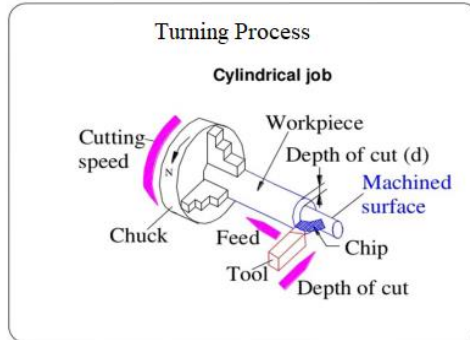 Turning Process
Cylindrical job
Cutting
speed
N
Workpiece
Depth of cut (d)
Machined
surface
Chuck
Feed
Chip
Tool
Depth of cut